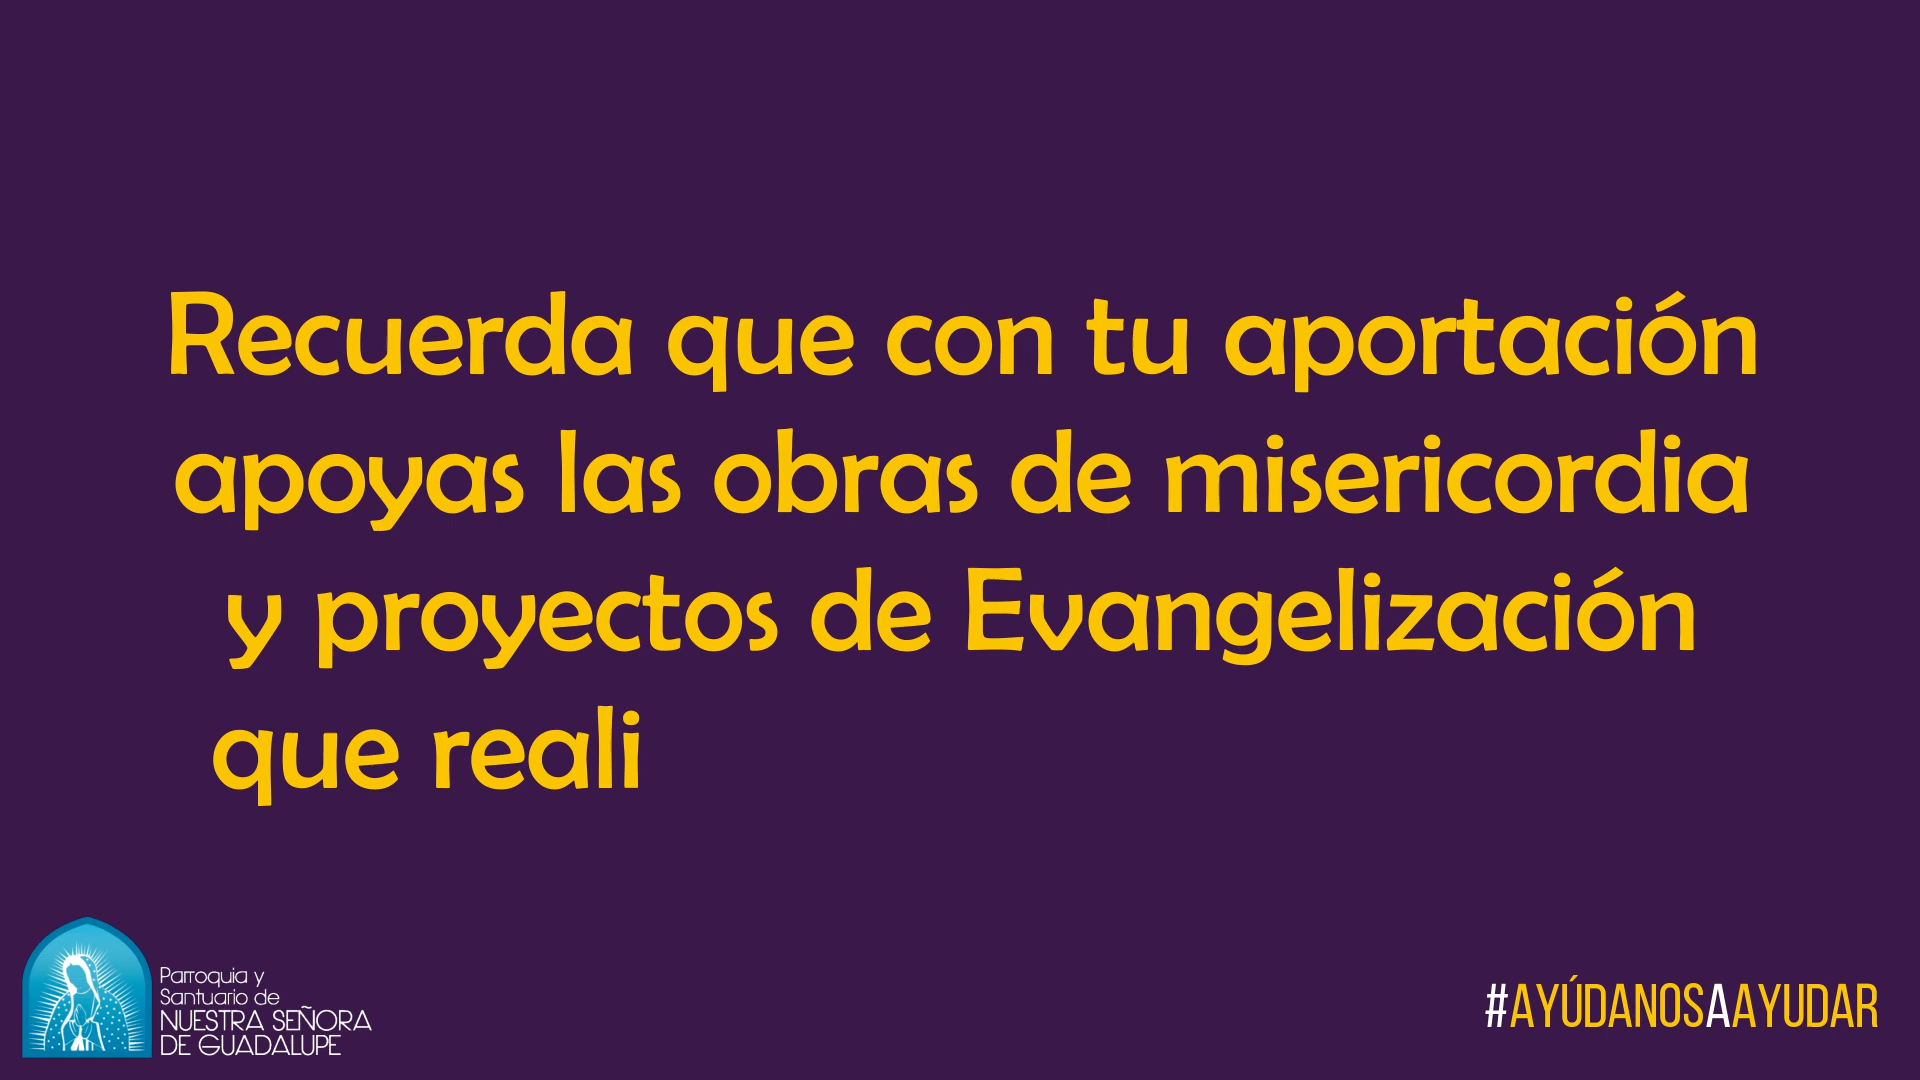 Recuerda que con tu aportación
apoyas las obras de misericordia
y proyectos de Evangelización
que reali
Parroquia y
Santuario de
NUESTRA SEÑORA
DE GUADALUPE
#AYÚDANOSAAYUDAR